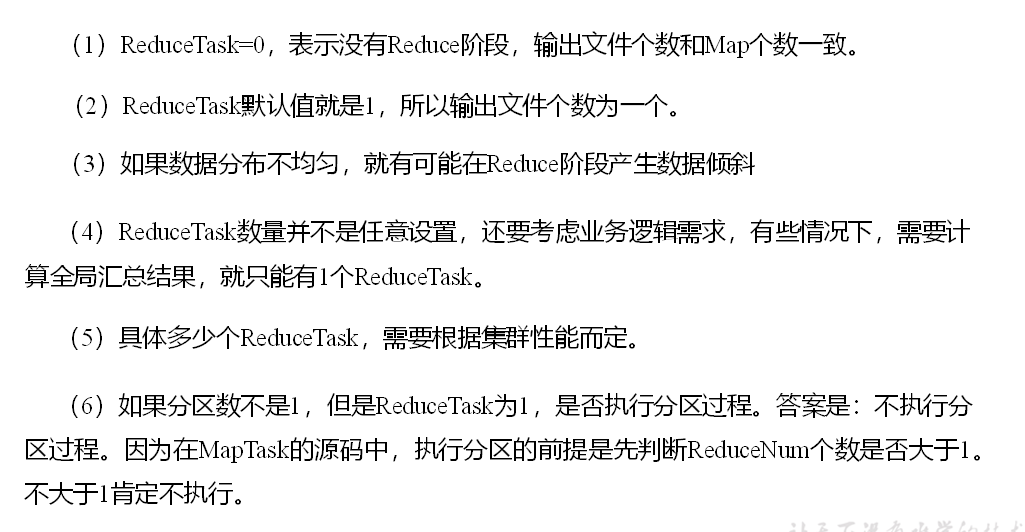 （1）ReduceTask=0，表示没有Reduce阶段，输出文件个数和Map个数一致。
（2）ReduceTask默认值就是1，所以输出文件个数为一个。
（3）如果数据分布不均匀，就有可能在Reduce阶段产生数据倾斜
（4）ReduceTask数量并不是任意设置，还要考虑业务逻辑需求，有些情况下，需要计
算全局汇总结果，就只能有1个ReduceTask。
（5）具体多少个ReduceTask，需要根据集群性能而定。
（6）如果分区数不是1，但是ReduceTask为1，是否执行分区过程。答案是：不执行分
区过程。因为在MapTask的源码中，执行分区的前提是先判断ReduceNum个数是否大于1。
不大于1肯定不执行。